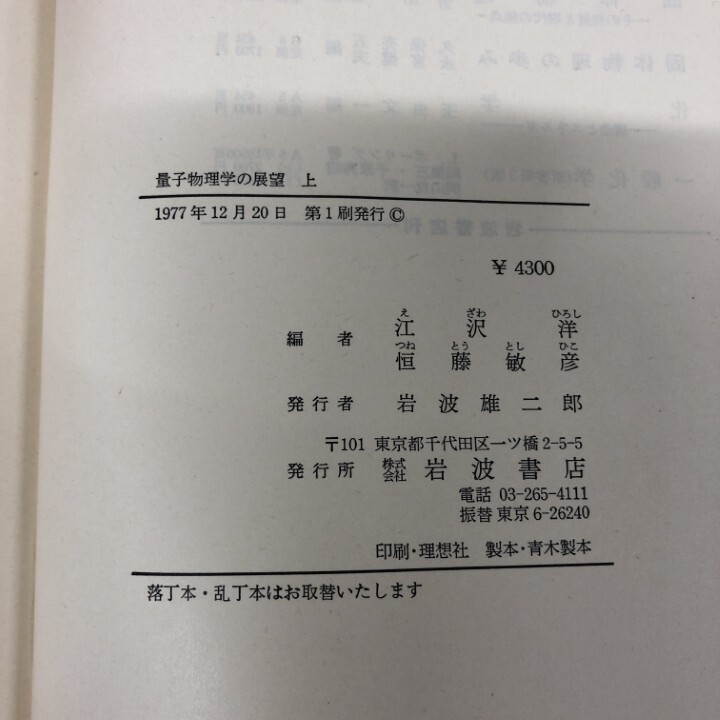 量子物理学の展望 上
1977年12月20日 第1刷発行©
¥ 4300
え ざわ ひろし
編者 江沢洋
つね とう とし ひこ
恒藤敏彦
発行者 岩波雄二郎
〒101 東京都千代田区一ツ橋2-5-5
発行所 株式会社 岩波書店
電話 03-265-4111
振替 東京6-26240
印刷・理想社 製本・青木製本
落丁本・乱丁本はお取替いたします